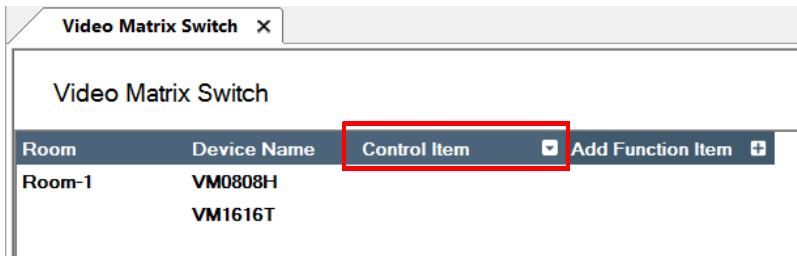 Video Matrix Switch X
Video Matrix Switch
Room Device Name Control Item Add Function Item
Room-1 VM0808H
VM1616T